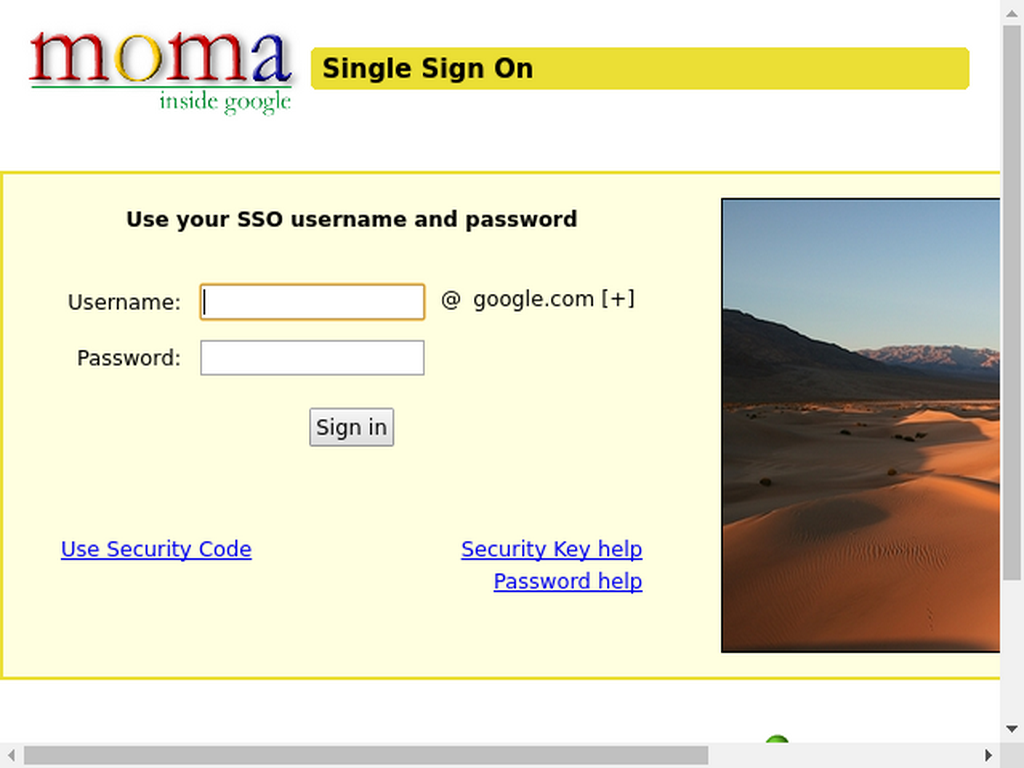 moma
inside google
Single Sign On
Use your SSO username and password
Username: @ google.com [+]
Password:
Sign in
Use Security Code Security Key help
Password help